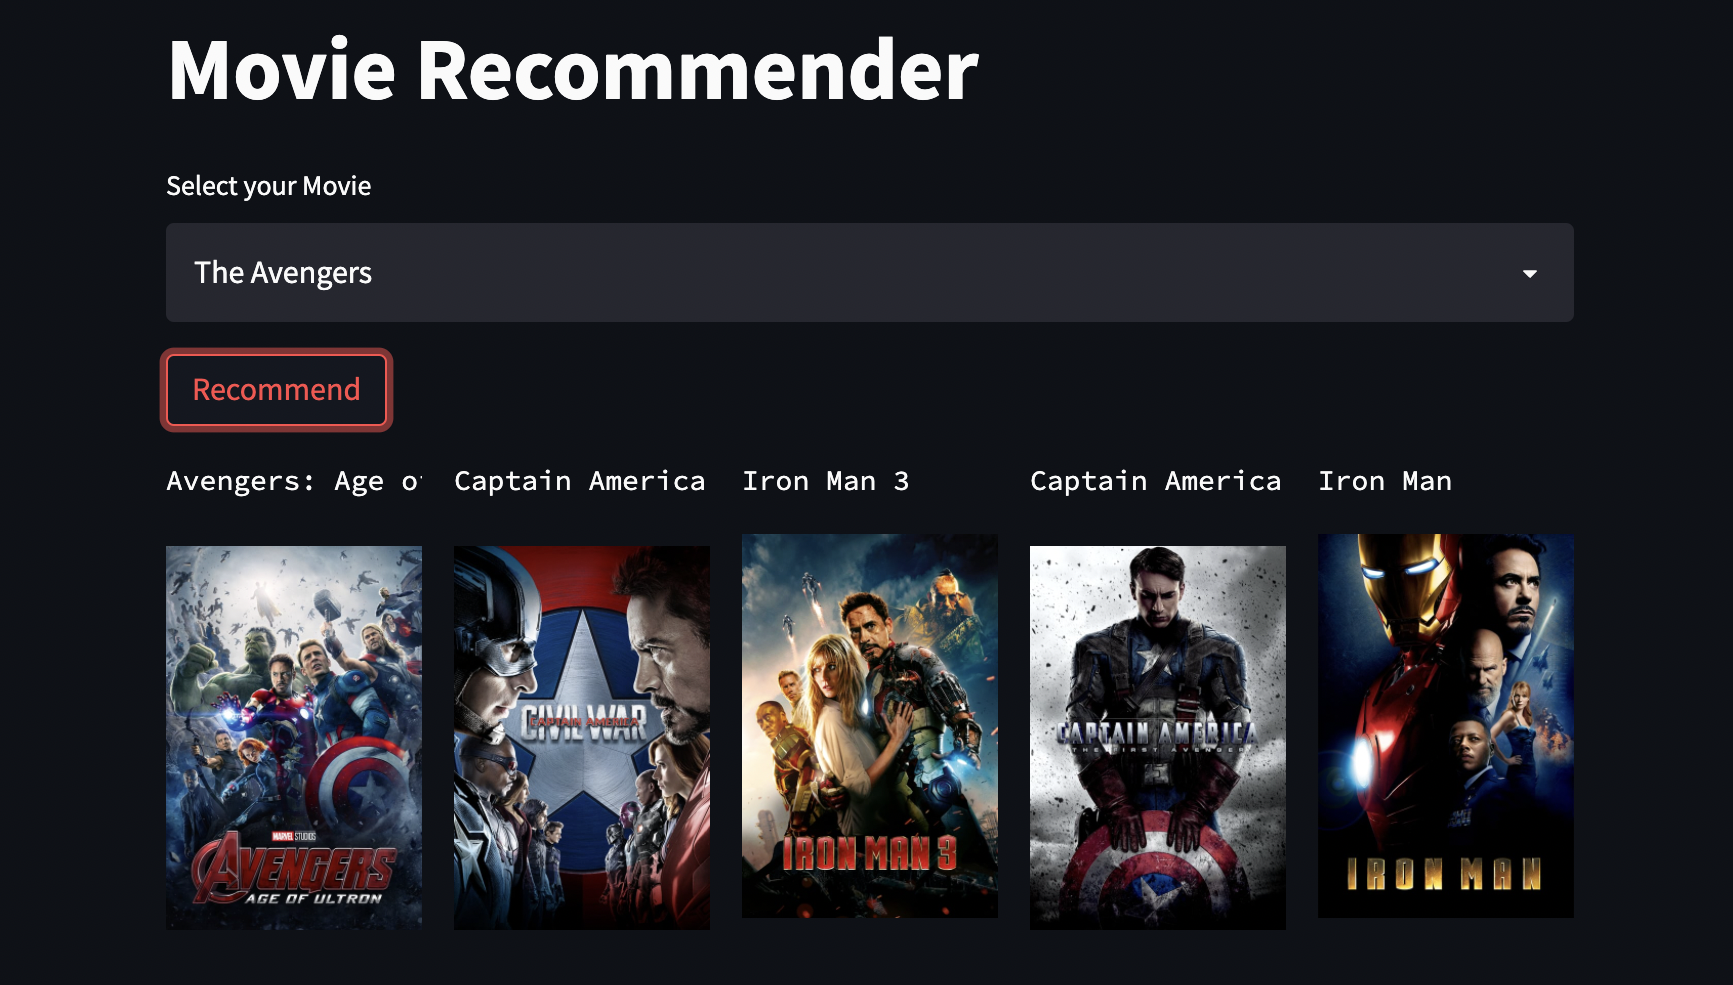 Movie Recommender
Select your Movie
The Avengers
Recommend
Avengers: Age o
Captain America
Iron Man 3
Captain America
Iron Man
MARVEL STUDIOS
AVENGERS
AGE OF ULTRON
CAPTAIN AMERICA
CIVIL WAR
IRON MAN 3
CAPTAIN AMERICA
THE FIRST AVENGER
IRON MAN